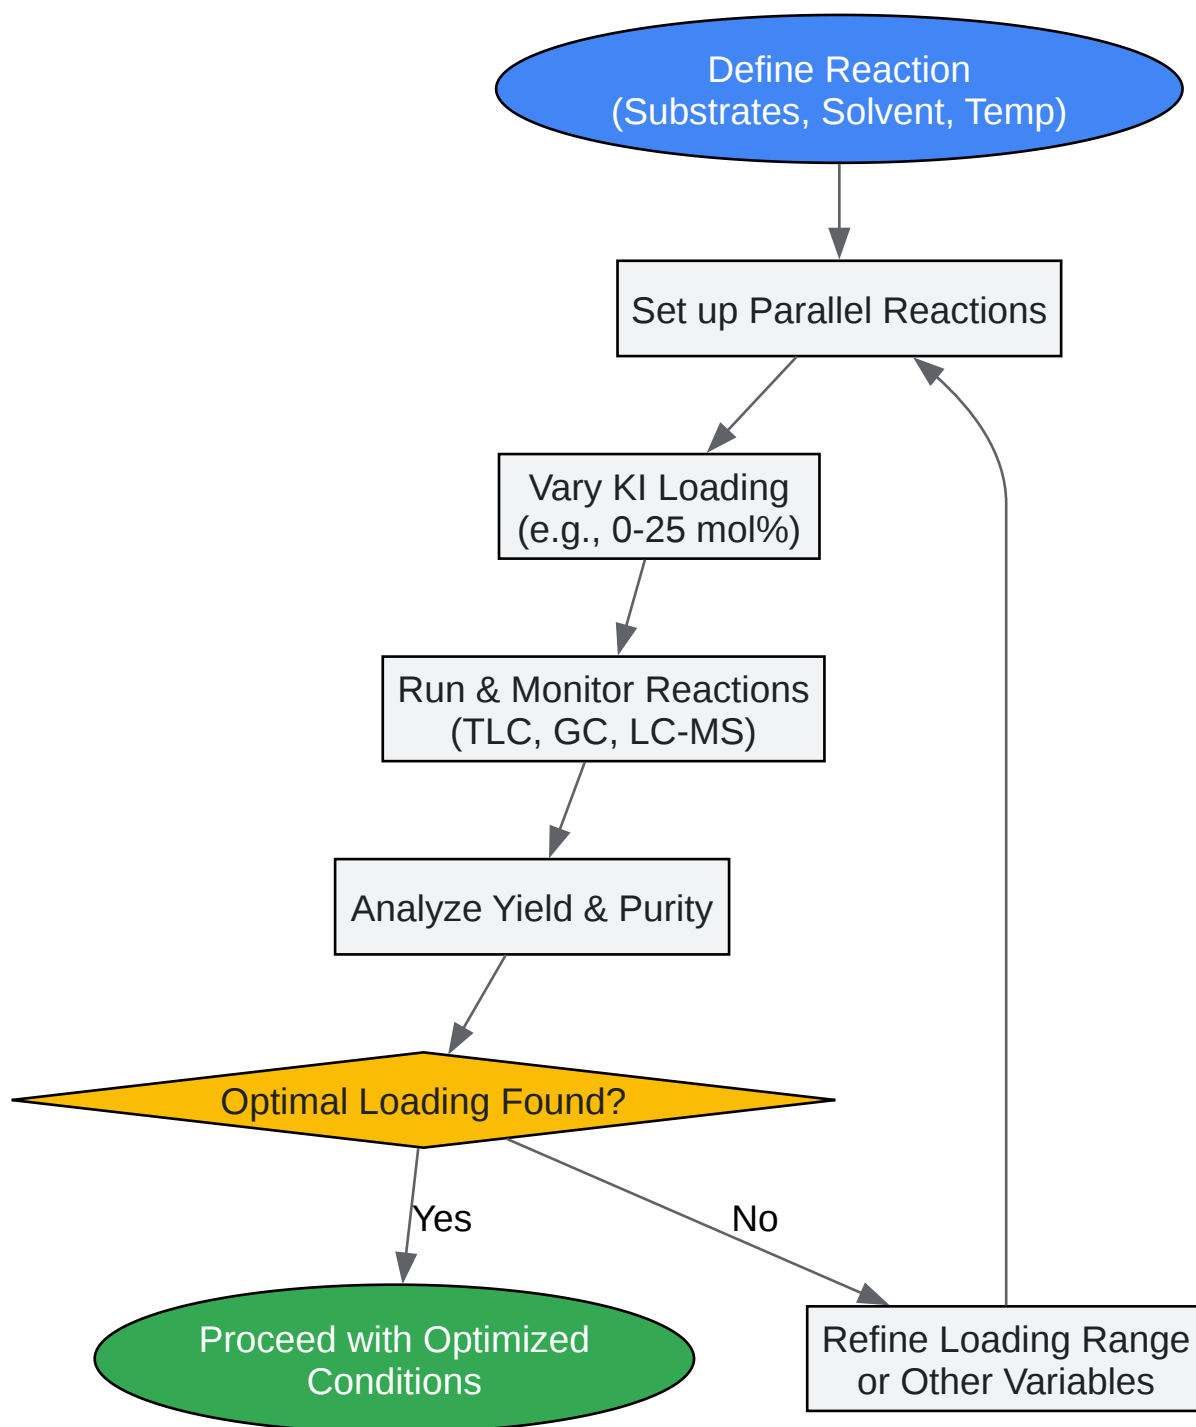 Define Reaction
(Substrates, Solvent, Temp)
Set up Parallel Reactions
Vary KI Loading
(e.g., 0-25 mol%)
Run & Monitor Reactions
(TLC, GC, LC-MS)
Analyze Yield & Purity
Optimal Loading Found?
Yes
No
Proceed with Optimized
Conditions
Refine Loading Range
or Other Variables